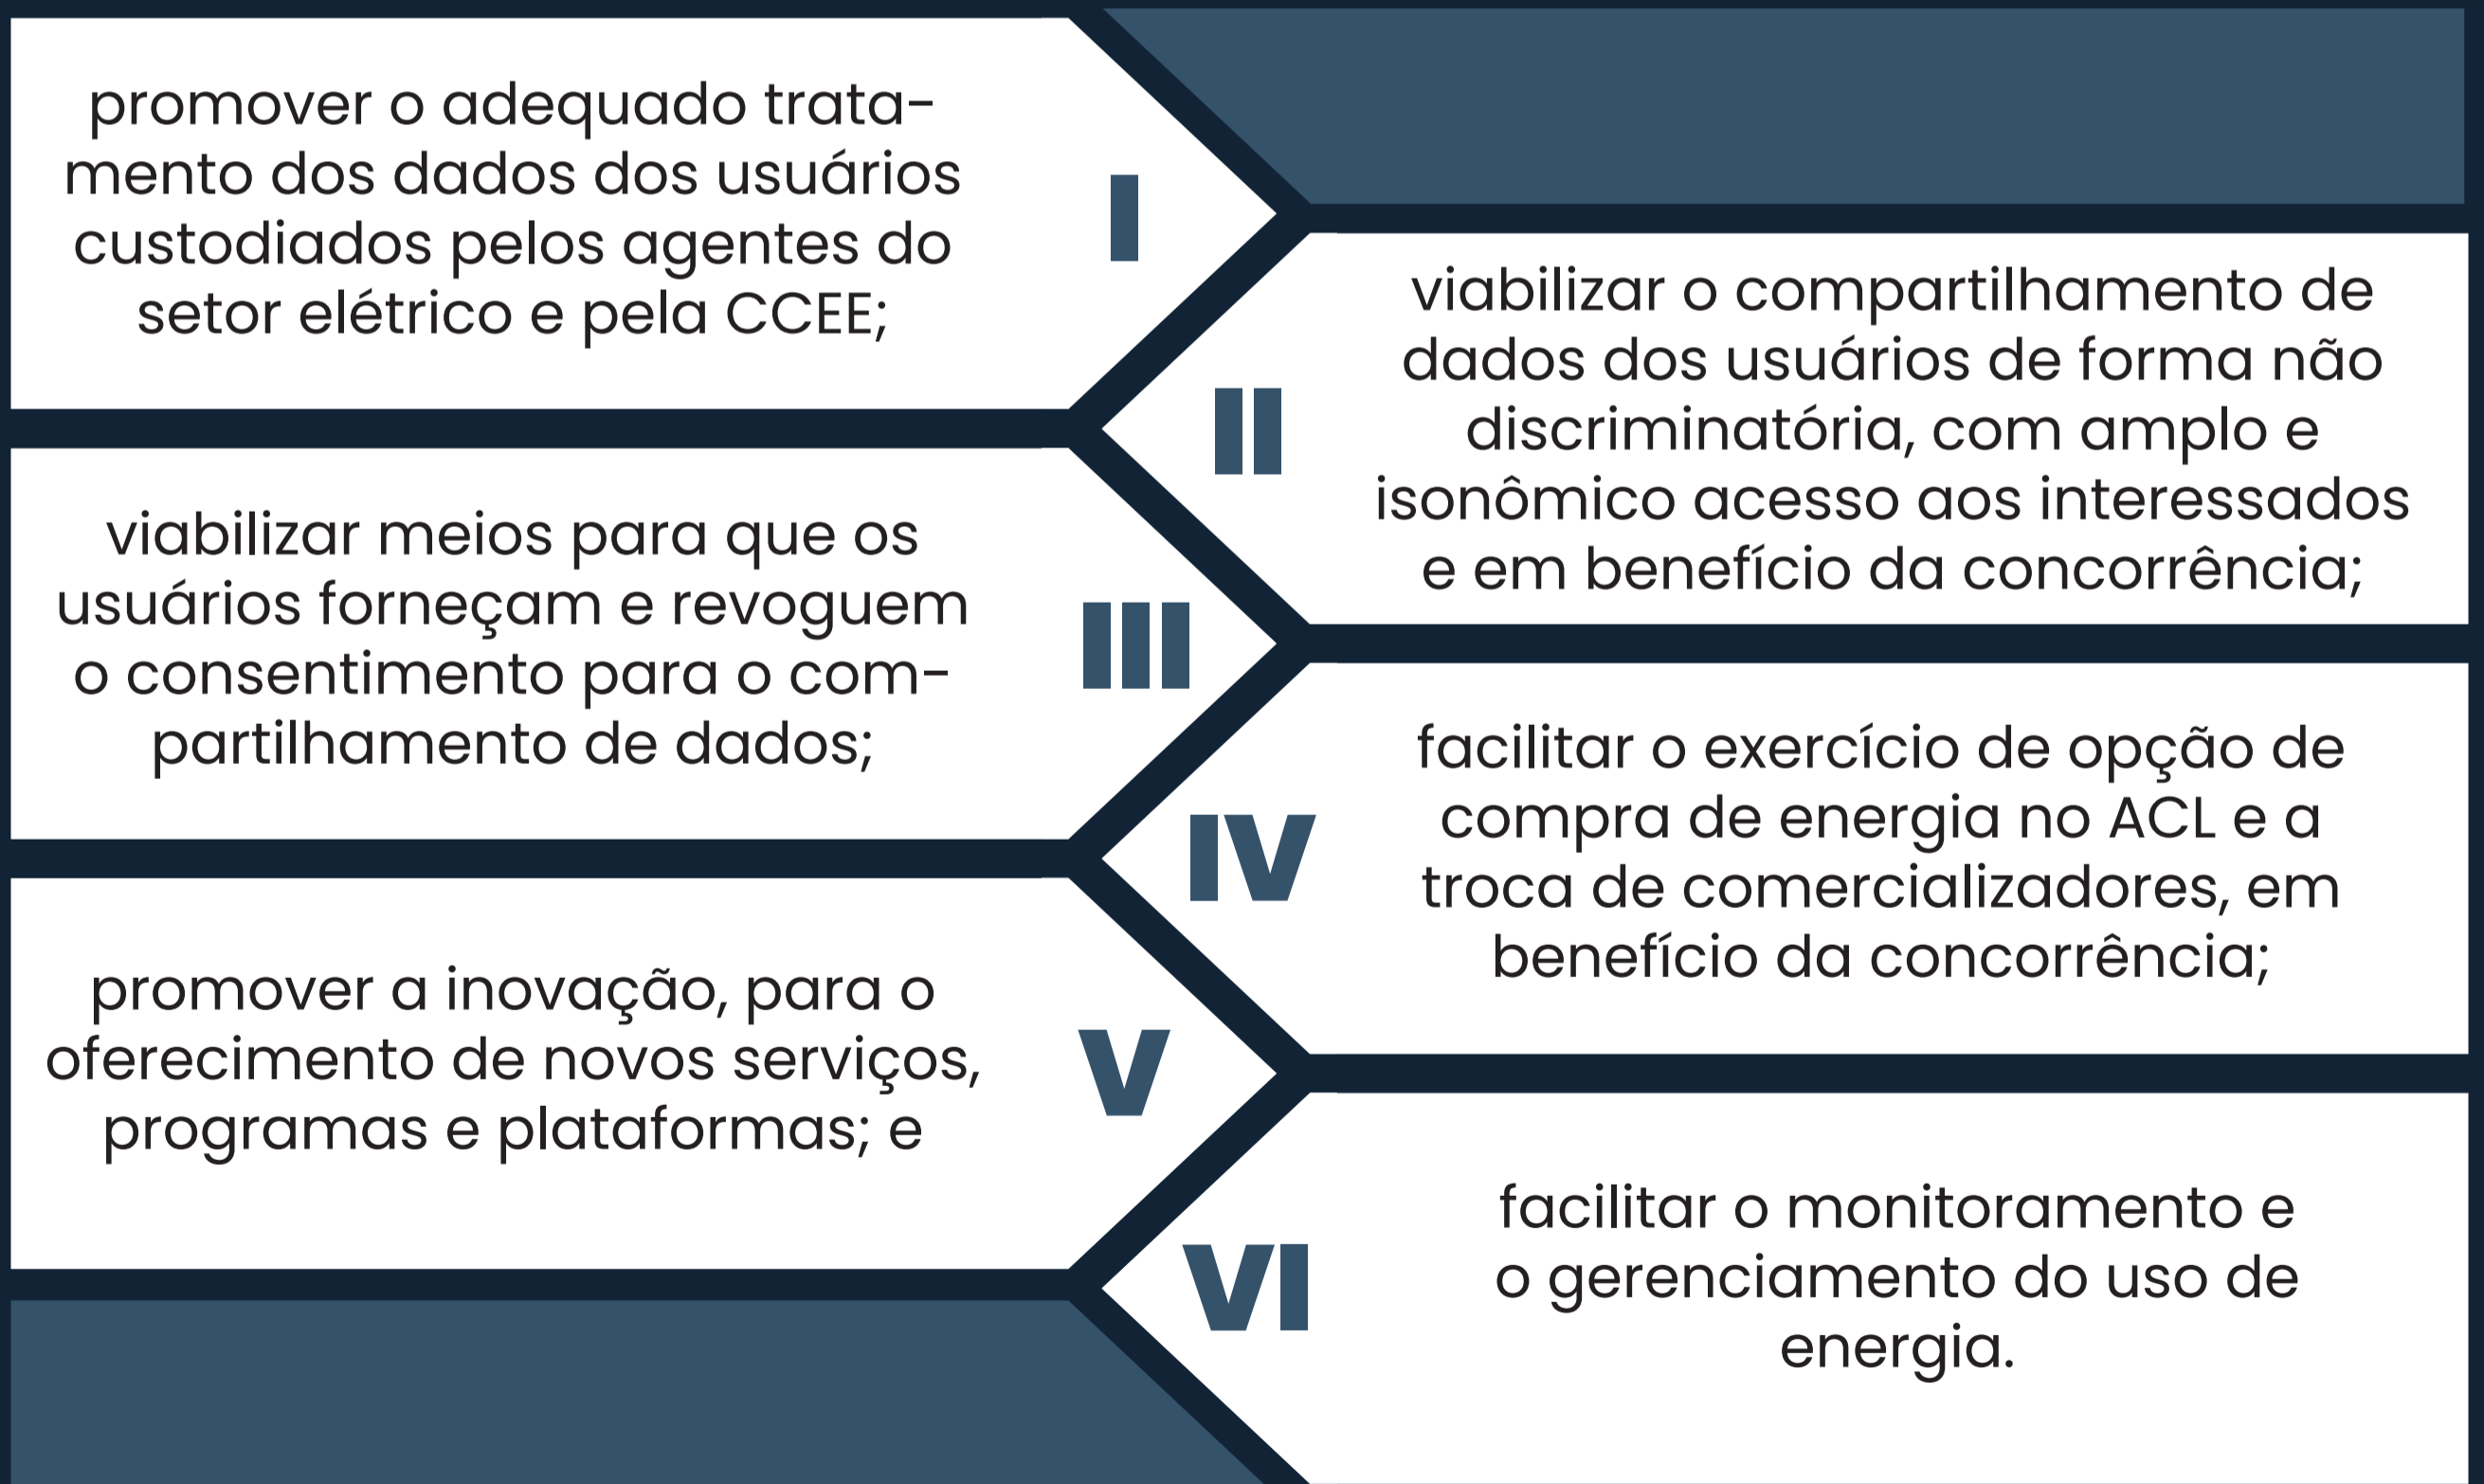 promover o adequado trata-
mento dos dados dos usuários
custodiados pelos agentes do
setor elétrico e pela CCEE;
I
viabilizar o compartilhamento de
dados dos usuários de forma não
discriminatória, com amplo e
isonômico acesso aos interessados
e em benefício da concorrência;
II
viabilizar meios para que os
usuários forneçam e revoguem
o consentimento para o com-
partilhamento de dados;
III
facilitar o exercício de opção de
compra de energia no ACL e a
troca de comercializadores, em
benefício da concorrência;
IV
promover a inovação, para o
oferecimento de novos serviços,
programas e plataformas; e
V
facilitar o monitoramento e
o gerenciamento do uso de
energia.
VI